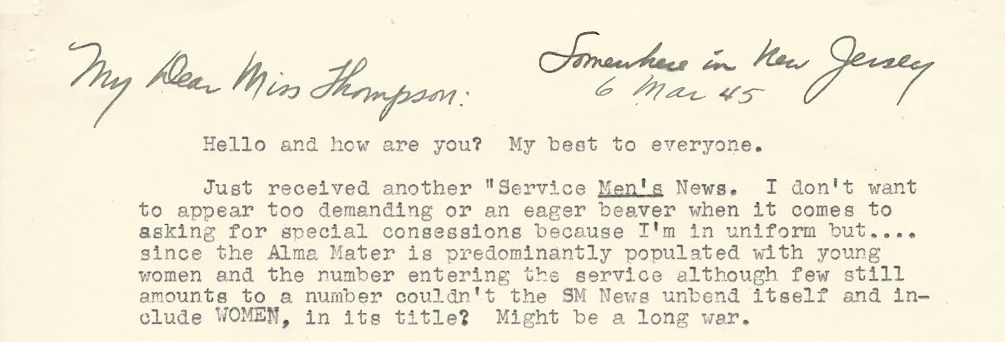 My Dear Miss Thompson:
Somewhere in New Jersey
6 Mar 45
Hello and how are you?  My best to everyone.
Just received another "Service Men's News.  I don't want
to appear too demanding or an eager beaver when it comes to
asking for special consessions because I'm in uniform but....
since the Alma Mater is predominantly populated with young
women and the number entering the service although few still
amounts to a number couldn't the SM News unbend itself and in-
clude WOMEN, in its title?  Might be a long war.